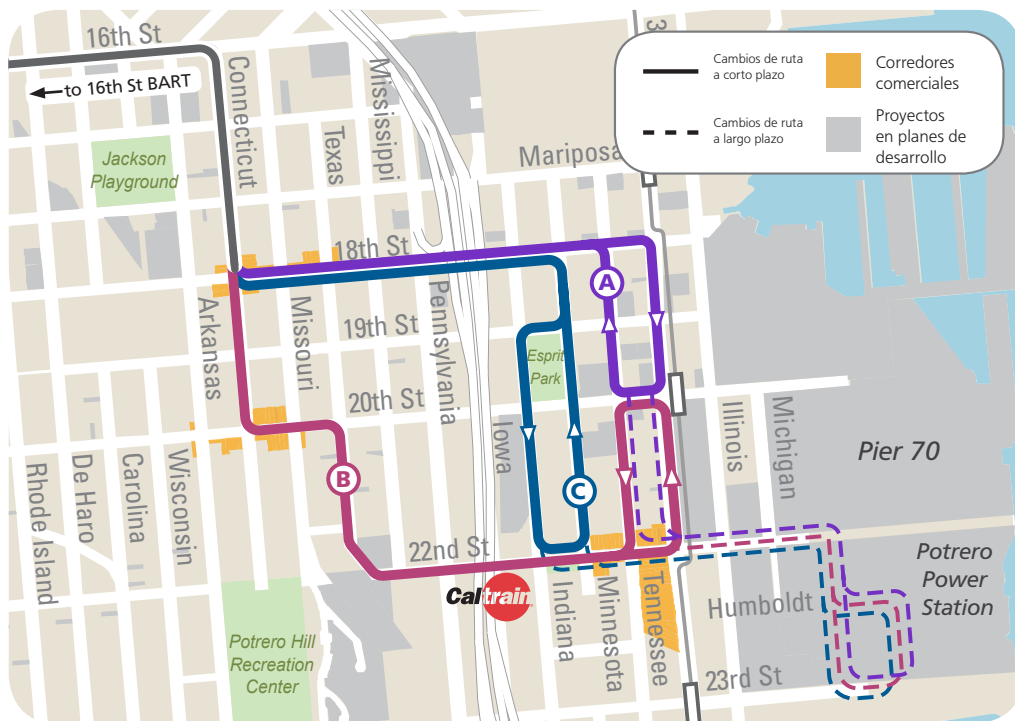 16th St
to 16th St BART
Connecticut
Mississippi
Texas
Mariposa
3
Cambios de ruta
a corto plazo
Corredores
comerciales
Cambios de ruta
a largo plazo
Proyectos
en planes de
desarrollo
Jackson
Playground
18th St
A
Arkansas
Missouri
19th St
Pennsylvania
Esprit
Park
20th St
Iowa
Illinois
Michigan
Pier 70
Rhode Island
De Haro
Carolina
Wisconsin
B
C
22nd St
Caltrain
Indiana
Minnesota
Tennessee
Humboldt
Potrero
Power
Station
23rd St
Potrero Hill
Recreation
Center